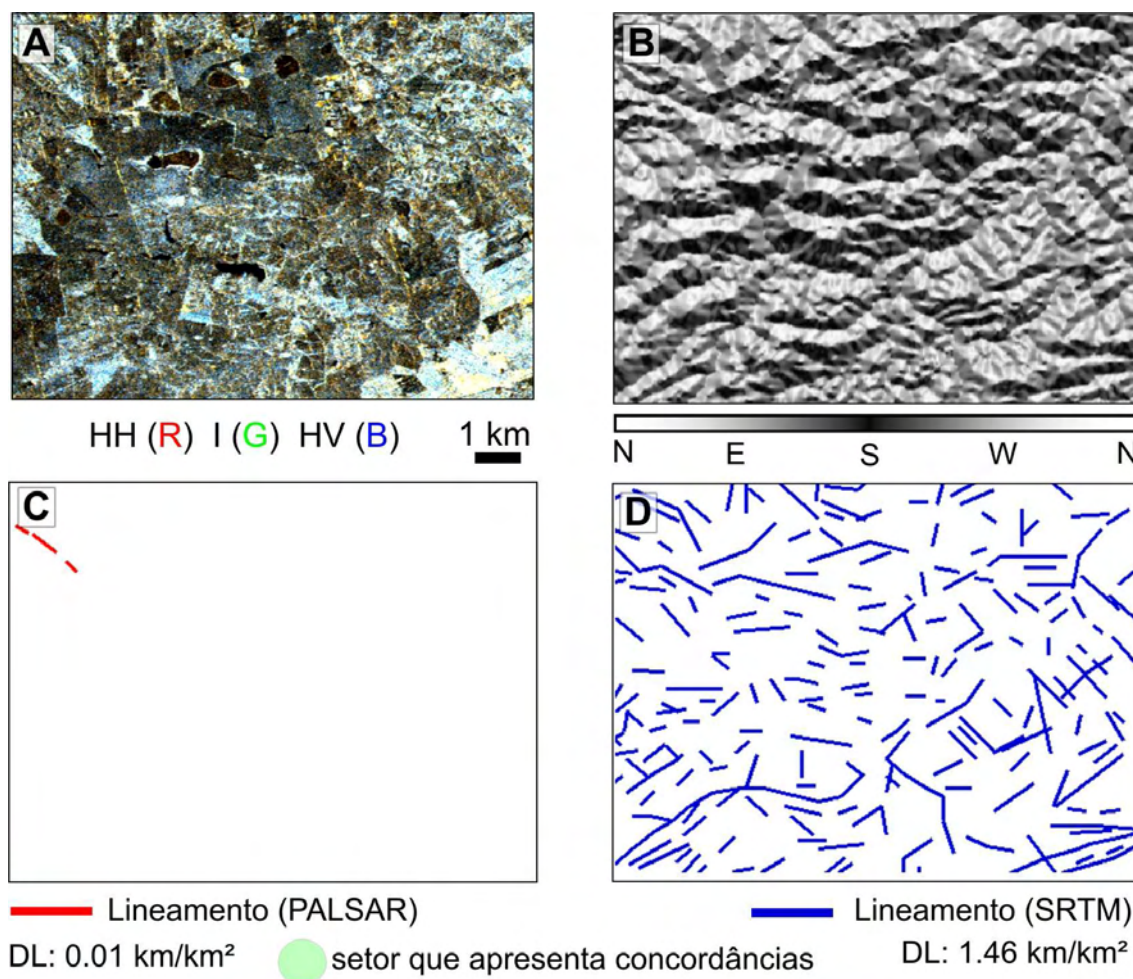 A
B
HH (R) I (G) HV (B) 1 km
N E S W N
C
D
Lineamento (PALSAR)
Lineamento (SRTM)
DL: 0.01 km/km²
setor que apresenta concordâncias
DL: 1.46 km/km²